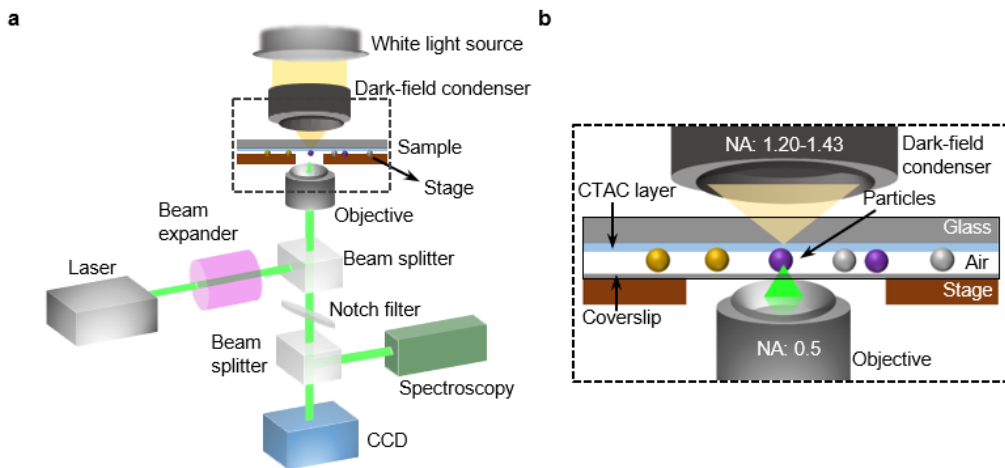 a
White light source
Dark-field condenser
Sample
Stage
Objective
Beam
expander
Laser
Beam splitter
Notch filter
Beam
splitter
Spectroscopy
CCD
b
NA: 1.20-1.43
Dark-field
condenser
CTAC layer
Particles
Glass
Air
Stage
Coverslip
NA: 0.5
Objective